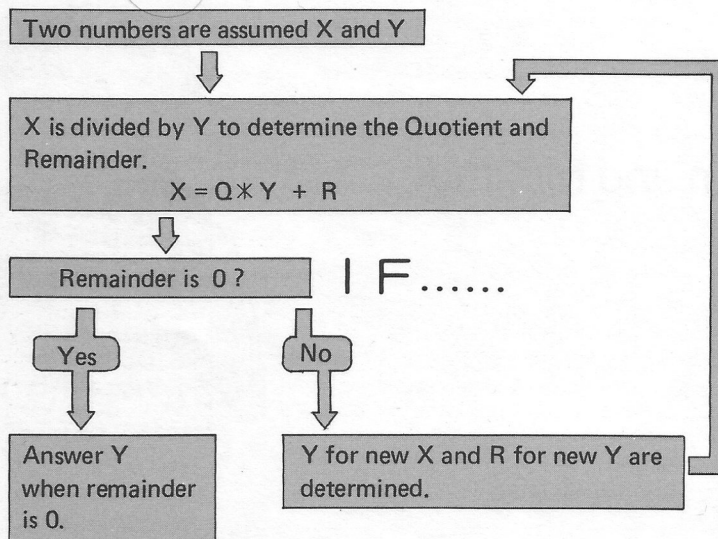 Two numbers are assumed X and Y
X is divided by Y to determine the Quotient and
Remainder.
X = Q * Y + R
Remainder is 0 ?
I F ......
Yes
No
Answer Y
when remainder
is 0.
Y for new X and R for new Y are
determined.